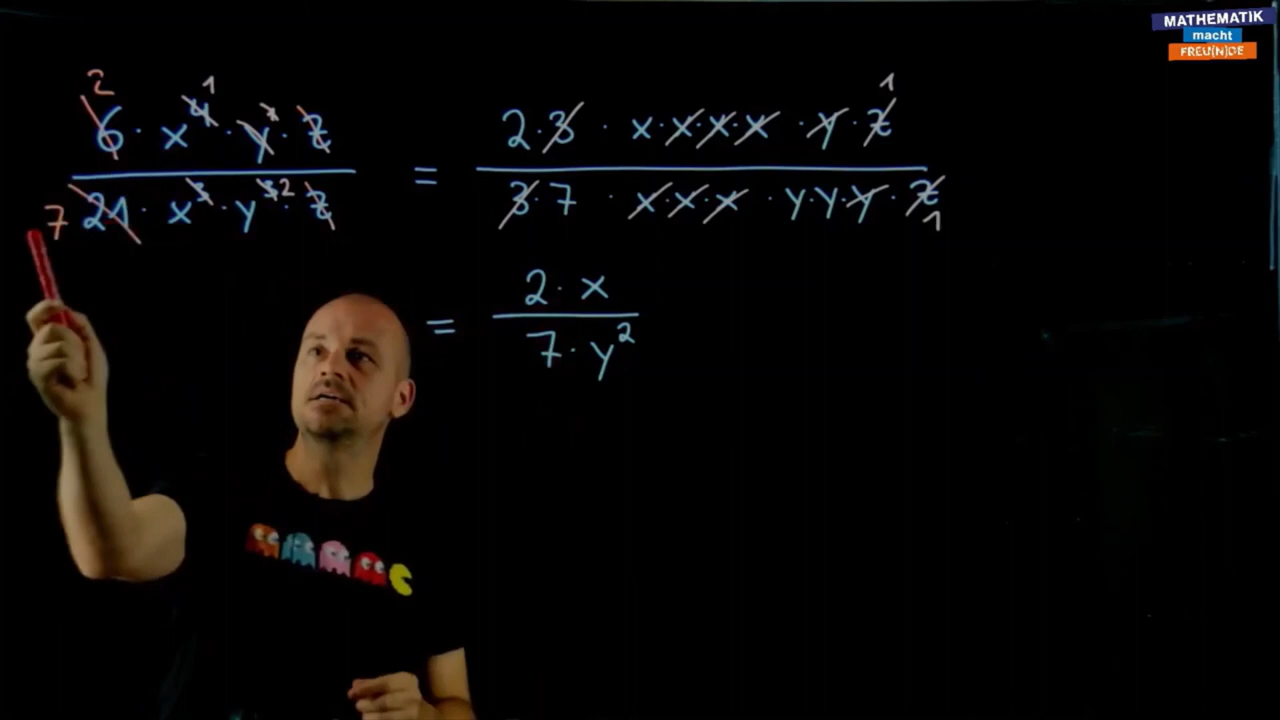 MATHEMATIK
macht
FREU(N)DE
2 1
6 · x⁴ · y¹ · z
7 21 · x³ · y³ 2 · z
=
1
2 · 3 · x · x · x · x · y · z
3 · 7 · x · x · x · y · y · y · z
1
= 2 · x
7 · y²